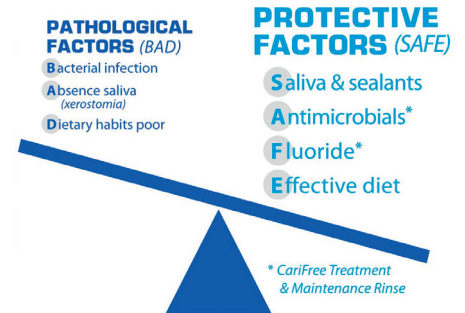 PATHOLOGICAL
FACTORS (BAD)
Bacterial infection
Absence saliva
(xerostomia)
Dietary habits poor
PROTECTIVE
FACTORS (SAFE)
Saliva & sealants
Antimicrobials*
Fluoride*
Effective diet
* CariFree Treatment
& Maintenance Rinse